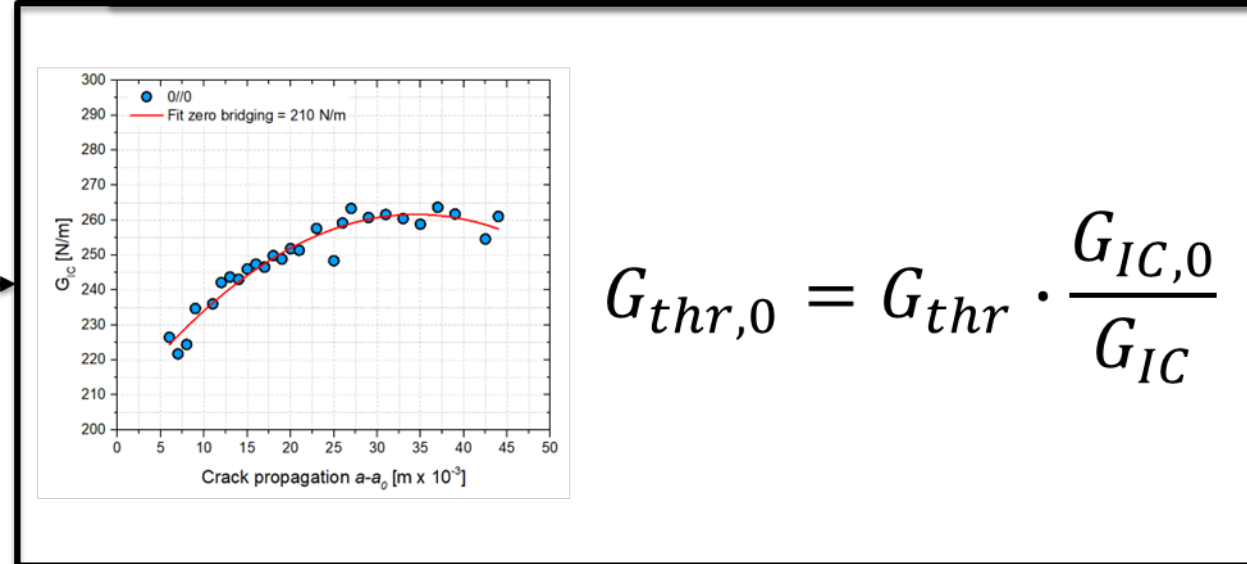 300
290
280
270
260
250
240
230
220
210
200
G_IC [N/m]
0//0
Fit zero bridging = 210 N/m
0 5 10 15 20 25 30 35 40 45 50
Crack propagation a-a_0 [m x 10^-3]
G_thr,0 = G_thr · G_IC,0 / G_IC